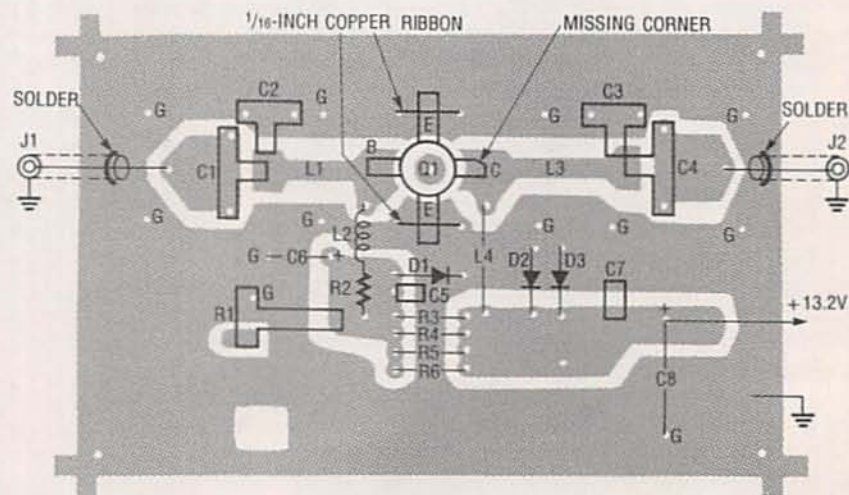 1/16-INCH COPPER RIBBON
MISSING CORNER
SOLDER
C2
G
G
E
G
C3
G
SOLDER
J1
C1
L1
B
Q1
C
L3
C4
J2
G
G
E
G
G
G
L2
G
C6
+
D1
L4
D2
D3
R2
C5
C7
R1
G
R3
+
+13.2V
R4
R5
R6
C8
G